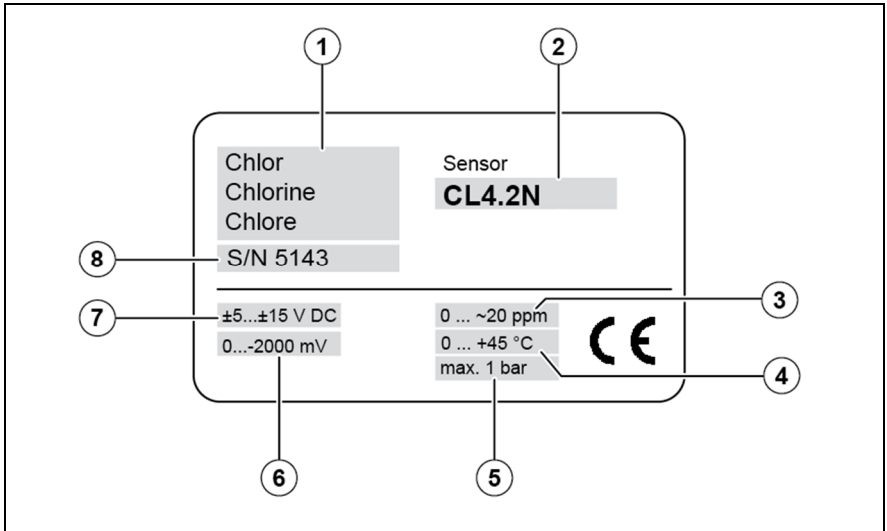 1
2
Chlor
Chlorine
Chlore
Sensor
CL4.2N
8
S/N 5143
3
7
±5...±15 V DC
0 ... ~20 ppm
0...-2000 mV
0 ... +45 °C
CE
max. 1 bar
4
6
5